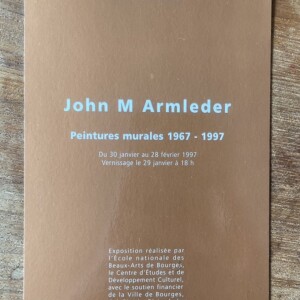 John M Armleder
Peintures murales 1967 - 1997
Du 30 janvier au 28 février 1997
Vernissage le 29 janvier à 18 h
Exposition réalisée par
l'École nationale des
Beaux-Arts de Bourges,
le Centre d'Études et de
Développement Culturel,
avec le soutien financier
de la Ville de Bourges,